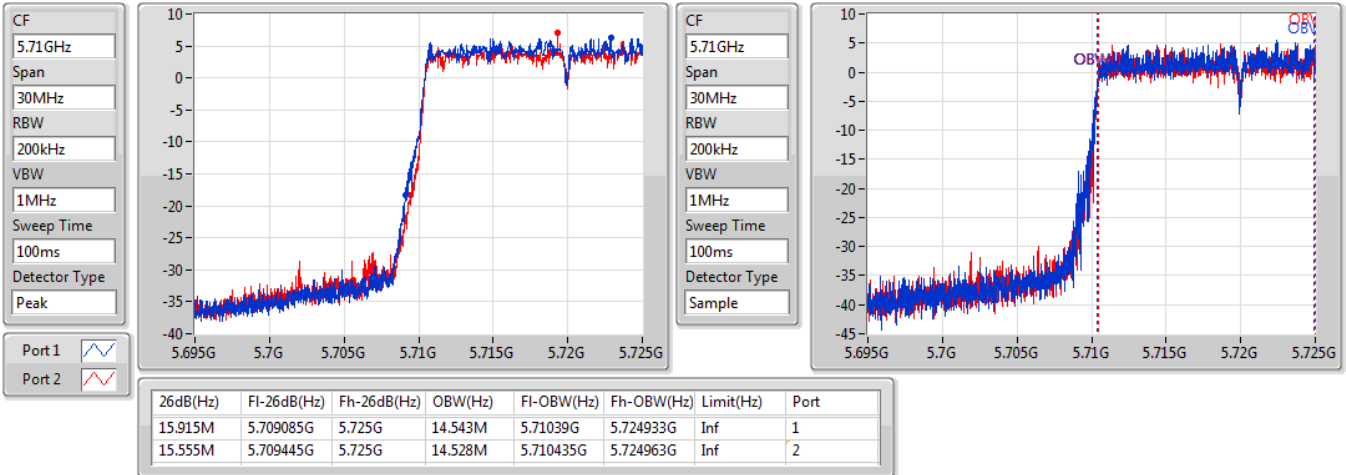 CF
5.71GHz
Span
30MHz
RBW
200kHz
VBW
1MHz
Sweep Time
100ms
Detector Type
Peak
Port 1
Port 2
10
5
0
-5
-10
-15
-20
-25
-30
-35
-40
5.695G 5.7G 5.705G 5.71G 5.715G 5.72G 5.725G
CF
5.71GHz
Span
30MHz
RBW
200kHz
VBW
1MHz
Sweep Time
100ms
Detector Type
Sample
10
5
0
-5
-10
-15
-20
-25
-30
-35
-40
-45
5.695G 5.7G 5.705G 5.71G 5.715G 5.72G 5.725G
26dB(Hz) Fl-26dB(Hz) Fh-26dB(Hz) OBW(Hz) Fl-OBW(Hz) Fh-OBW(Hz) Limit(Hz) Port
15.915M 5.709085G 5.725G 14.543M 5.71039G 5.724933G Inf 1
15.555M 5.709445G 5.725G 14.528M 5.710435G 5.724963G Inf 2